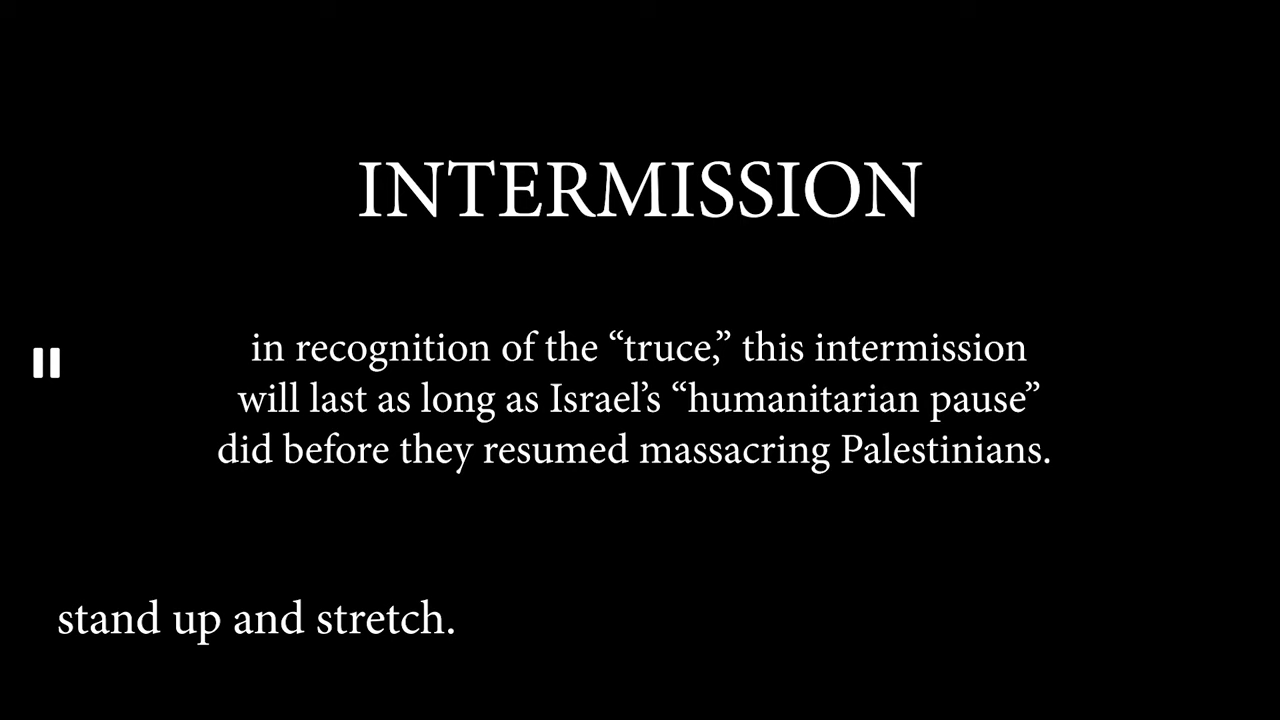 INTERMISSION
in recognition of the “truce,” this intermission
will last as long as Israel’s “humanitarian pause”
did before they resumed massacring Palestinians.
stand up and stretch.